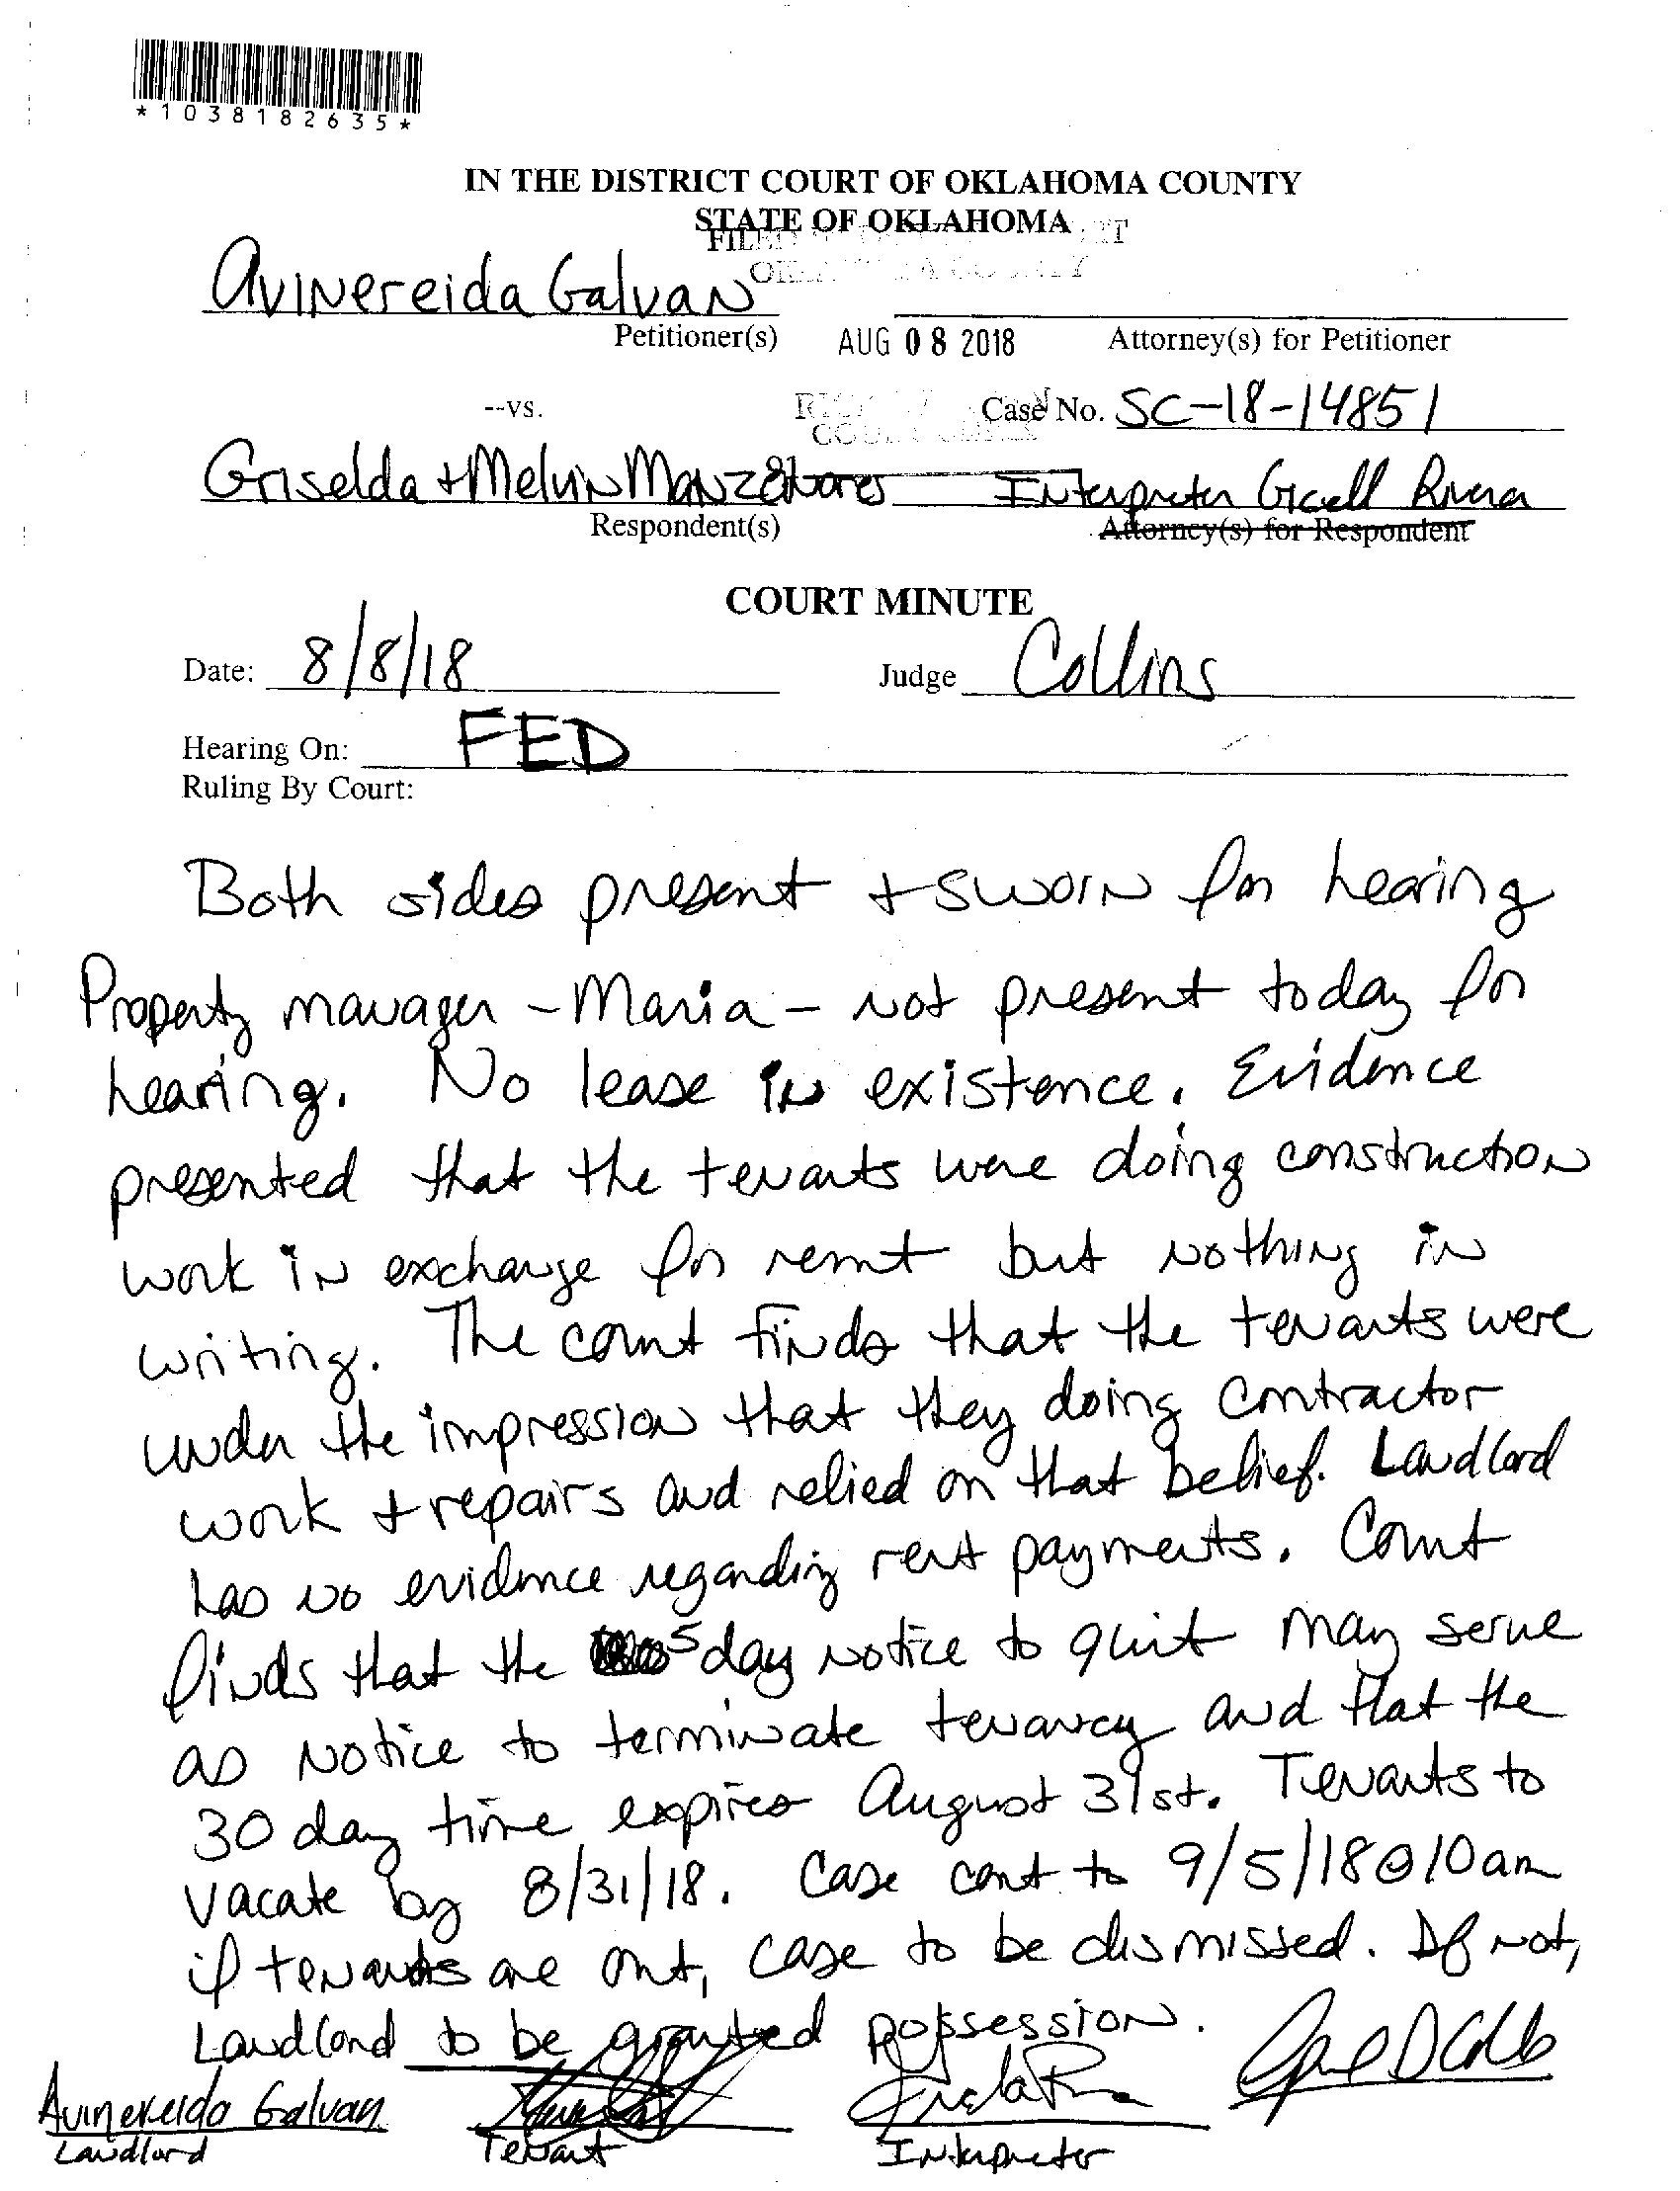 *1038182635*
IN THE DISTRICT COURT OF OKLAHOMA COUNTY
STATE OF OKLAHOMA
Avinereida Galvan
Petitioner(s) AUG 08 2018 Attorney(s) for Petitioner
--vs. Case No. SC-18-14851
Griselda + Melvin Interpreter Gicell Rivera
Respondent(s) Attorney(s) for Respondent
COURT MINUTE
Date: 8/8/18 Judge Collins
Hearing On: FED
Ruling By Court:
Both sides present + sworn for hearing
Property manager - Maria - not present today for
hearing. No lease in existence. Evidence
presented that the tenants were doing construction
work in exchange for rent but nothing in
writing. The court finds that the tenants were
under the impression that they doing contractor
work + repairs and relied on that belief. Landlord
has no evidence regarding rent payments. Court
finds that the 5 day notice to quit may serve
as notice to terminate tenancy and that the
30 day time expires August 31st. Tenants to
vacate by 8/31/18. Case cont. to 9/5/18 @ 10am
if tenants are out, case to be dismissed. If not,
Landlord to be granted possession.
Avinereida Galvan
Landlord Tenant Interpreter